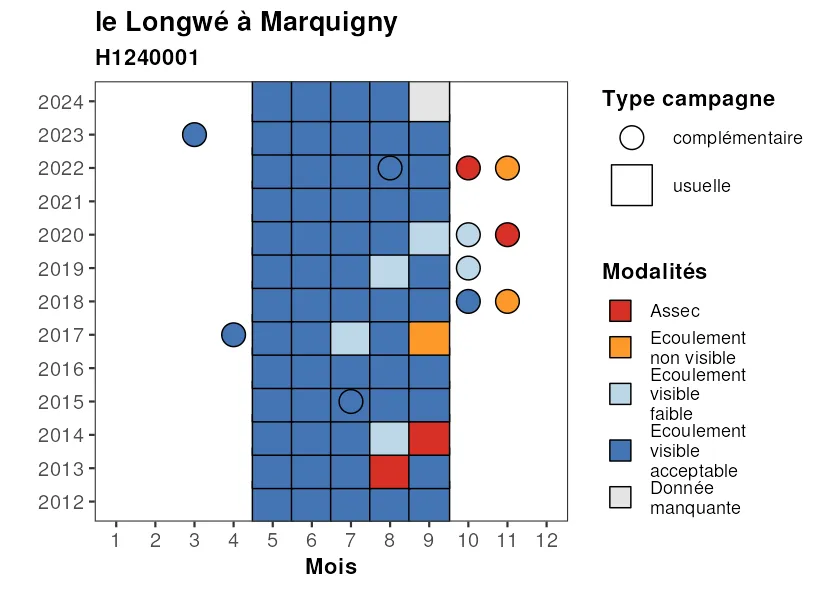 le Longwé à Marquigny
H1240001
2024
2023
2022
2021
2020
2019
2018
2017
2016
2015
2014
2013
2012
1 2 3 4 5 6 7 8 9 10 11 12
Mois
Type campagne
complémentaire
usuelle
Modalités
Assec
Ecoulement
non visible
Ecoulement
visible
faible
Ecoulement
visible
acceptable
Donnée
manquante